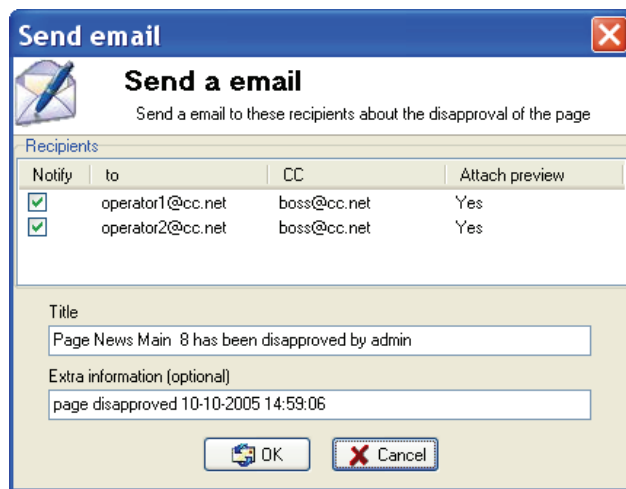 Send email
Send a email
Send a email to these recipients about the disapproval of the page
Recipients
Notify to CC Attach preview
operator1@cc.net boss@cc.net Yes
operator2@cc.net boss@cc.net Yes
Title
Page News Main  8 has been disapproved by admin
Extra information (optional)
page disapproved 10-10-2005 14:59:06
OK Cancel